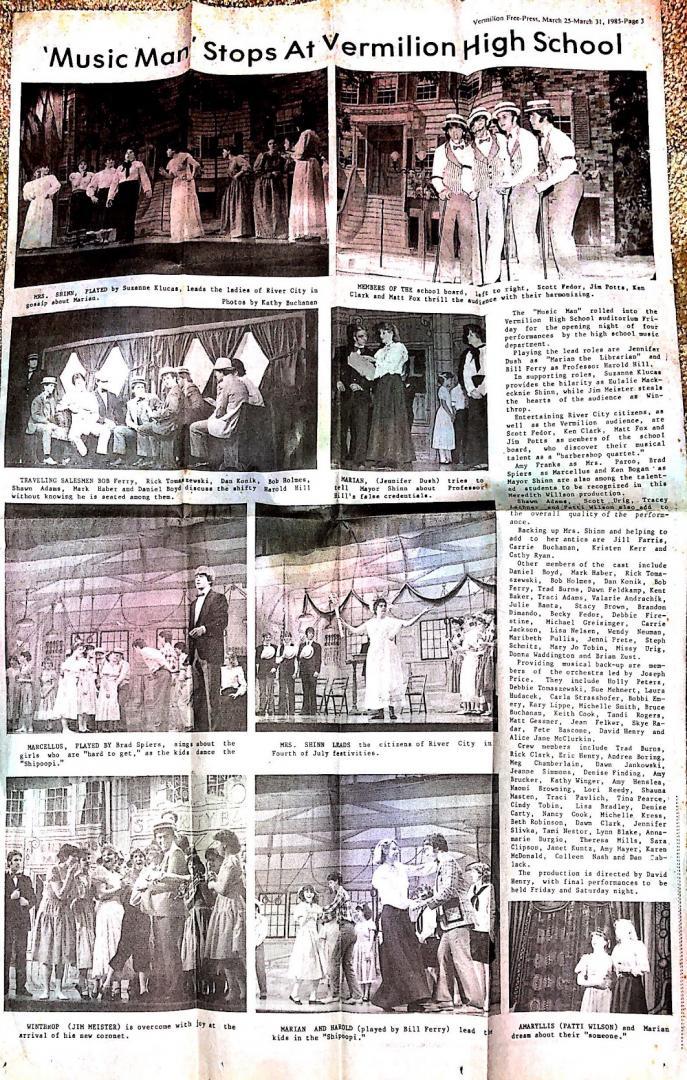 Vermilion Free-Press, March 25-March 31, 1985-Page 3
'Music Man' Stops At Vermilion High School
MRS. SHINN, PLAYED by Suzanne Klucas, leads the ladies of River City in
gossip about Marian. Photos by Kathy Buchanan
MEMBERS OF THE school board, left to right, Scott Fedor, Jim Potts, Ken
Clark and Matt Fox thrill the audience with their harmonizing.
TRAVELING SALESMEN BOB Ferry, Rick Tomaszewski, Dan Konik, Bob Holmes,
Shawn Adams, Mark Haber and Daniel Boyd discuss the shifty Harold Hill
without knowing he is seated among them.
MARIAN, (Jennifer Dush) tries to
tell Mayor Shinn about Professor
Hill's false credentials.
MARCELLUS, PLAYED BY Brad Spiers, sings about the
girls who are "hard to get," as the kids dance the
"Shipoopi."
MRS. SHINN LEADS the citizens of River City in
Fourth of July festivities.
WINTHROP (JIM MEISTER) is overcome with joy at the
arrival of his new coronet.
MARIAN AND HAROLD (played by Bill Ferry) lead the
kids in the "Shipoopi."
The "Music Man" rolled into the
Vermilion High School auditorium Fri-
day for the opening night of four
performances by the high school music
department.
Playing the lead roles are Jennifer
Dush as "Marian the Librarian" and
Bill Ferry as Professor Harold Hill.
In supporting roles, Suzanne Klucas
provides the hilarity as Eulalie Mack-
ecknie Shinn, while Jim Meister steals
the hearts of the audience as Win-
throp.
Entertaining River City citizens, as
well as the Vermilion audience, are
Scott Fedor, Ken Clark, Matt Fox and
Jim Potts as members of the school
board, who discover their musical
talent as a "barbershop quartet."
Amy Franks as Mrs. Paroo, Brad
Spiers as Marcellus and Ken Bogan as
Mayor Shinn are also among the talent-
ed students to be recognized in this
Meredith Willson production.
Shawn Adams, Scott Urig, Tracey
and Patti Wilson also add to
the overall quality of the perform-
ance.
Backing up Mrs. Shinn and helping to
add to her antics are Jill Farris,
Carrie Buchanan, Kristen Kerr and
Cathy Ryan.
Other members of the cast include
Daniel Boyd, Mark Haber, Rick Toma-
szewski, Bob Holmes, Dan Konik, Bob
Ferry, Trad Burns, Dawn Feldkamp, Kent
Baker, Traci Adams, Valarie Andrachik,
Julie Banta, Stacy Brown, Brandon
Dimando, Becky Fedor, Debbie Fire-
stine, Michael Greisinger, Carrie
Jackson, Lisa Nelsen, Wendy Neuman,
Maribeth Pullis, Jenni Prete, Steph
Schmitz, Mary Jo Tobin, Missy Urig,
Donna Waddington and Brian Zust.
Providing musical back-up are mem-
bers of the orchestra led by Joseph
Price. They include Holly Peters,
Debbie Tomaszewski, Sue Mehnert, Laura
Hudacek, Carla Strasshofer, Bobbi Em-
ery, Kary Lippe, Michelle Smith, Bruce
Buchanan, Keith Cook, Tandi Rogers,
Matt Gessner, Jean Felker, Skye Ra-
dar, Pete Bascone, David Henry and
Alice Jane McClurkin.
Crew members include Trad Burns,
Rick Clark, Eric Henry, Andrea Boring,
Meg Chamberlain, Dawn Jankowski,
Jeanne Simmons, Denise Finding, Amy
Brucker, Kathy Winger, Amy Henslea,
Naomi Browning, Lori Reedy, Shauna
Masten, Traci Pavlich, Tina Pearce,
Cindy Tobin, Lisa Bradley, Denise
Carty, Nancy Cook, Michelle Kress,
Beth Robinson, Dawn Clark, Jennifer
Slivka, Tami Nestor, Lynn Blake, Anna-
marie Burgio, Theresa Mills, Sara
Clipson, Janet Kuntz, Amy Mayer, Karen
McDonald, Colleen Nash and Dan
The production is directed by David
Henry, with final performances to be
held Friday and Saturday night.
AMARYLLIS (PATTI WILSON) and Marian
dream about their "someone."